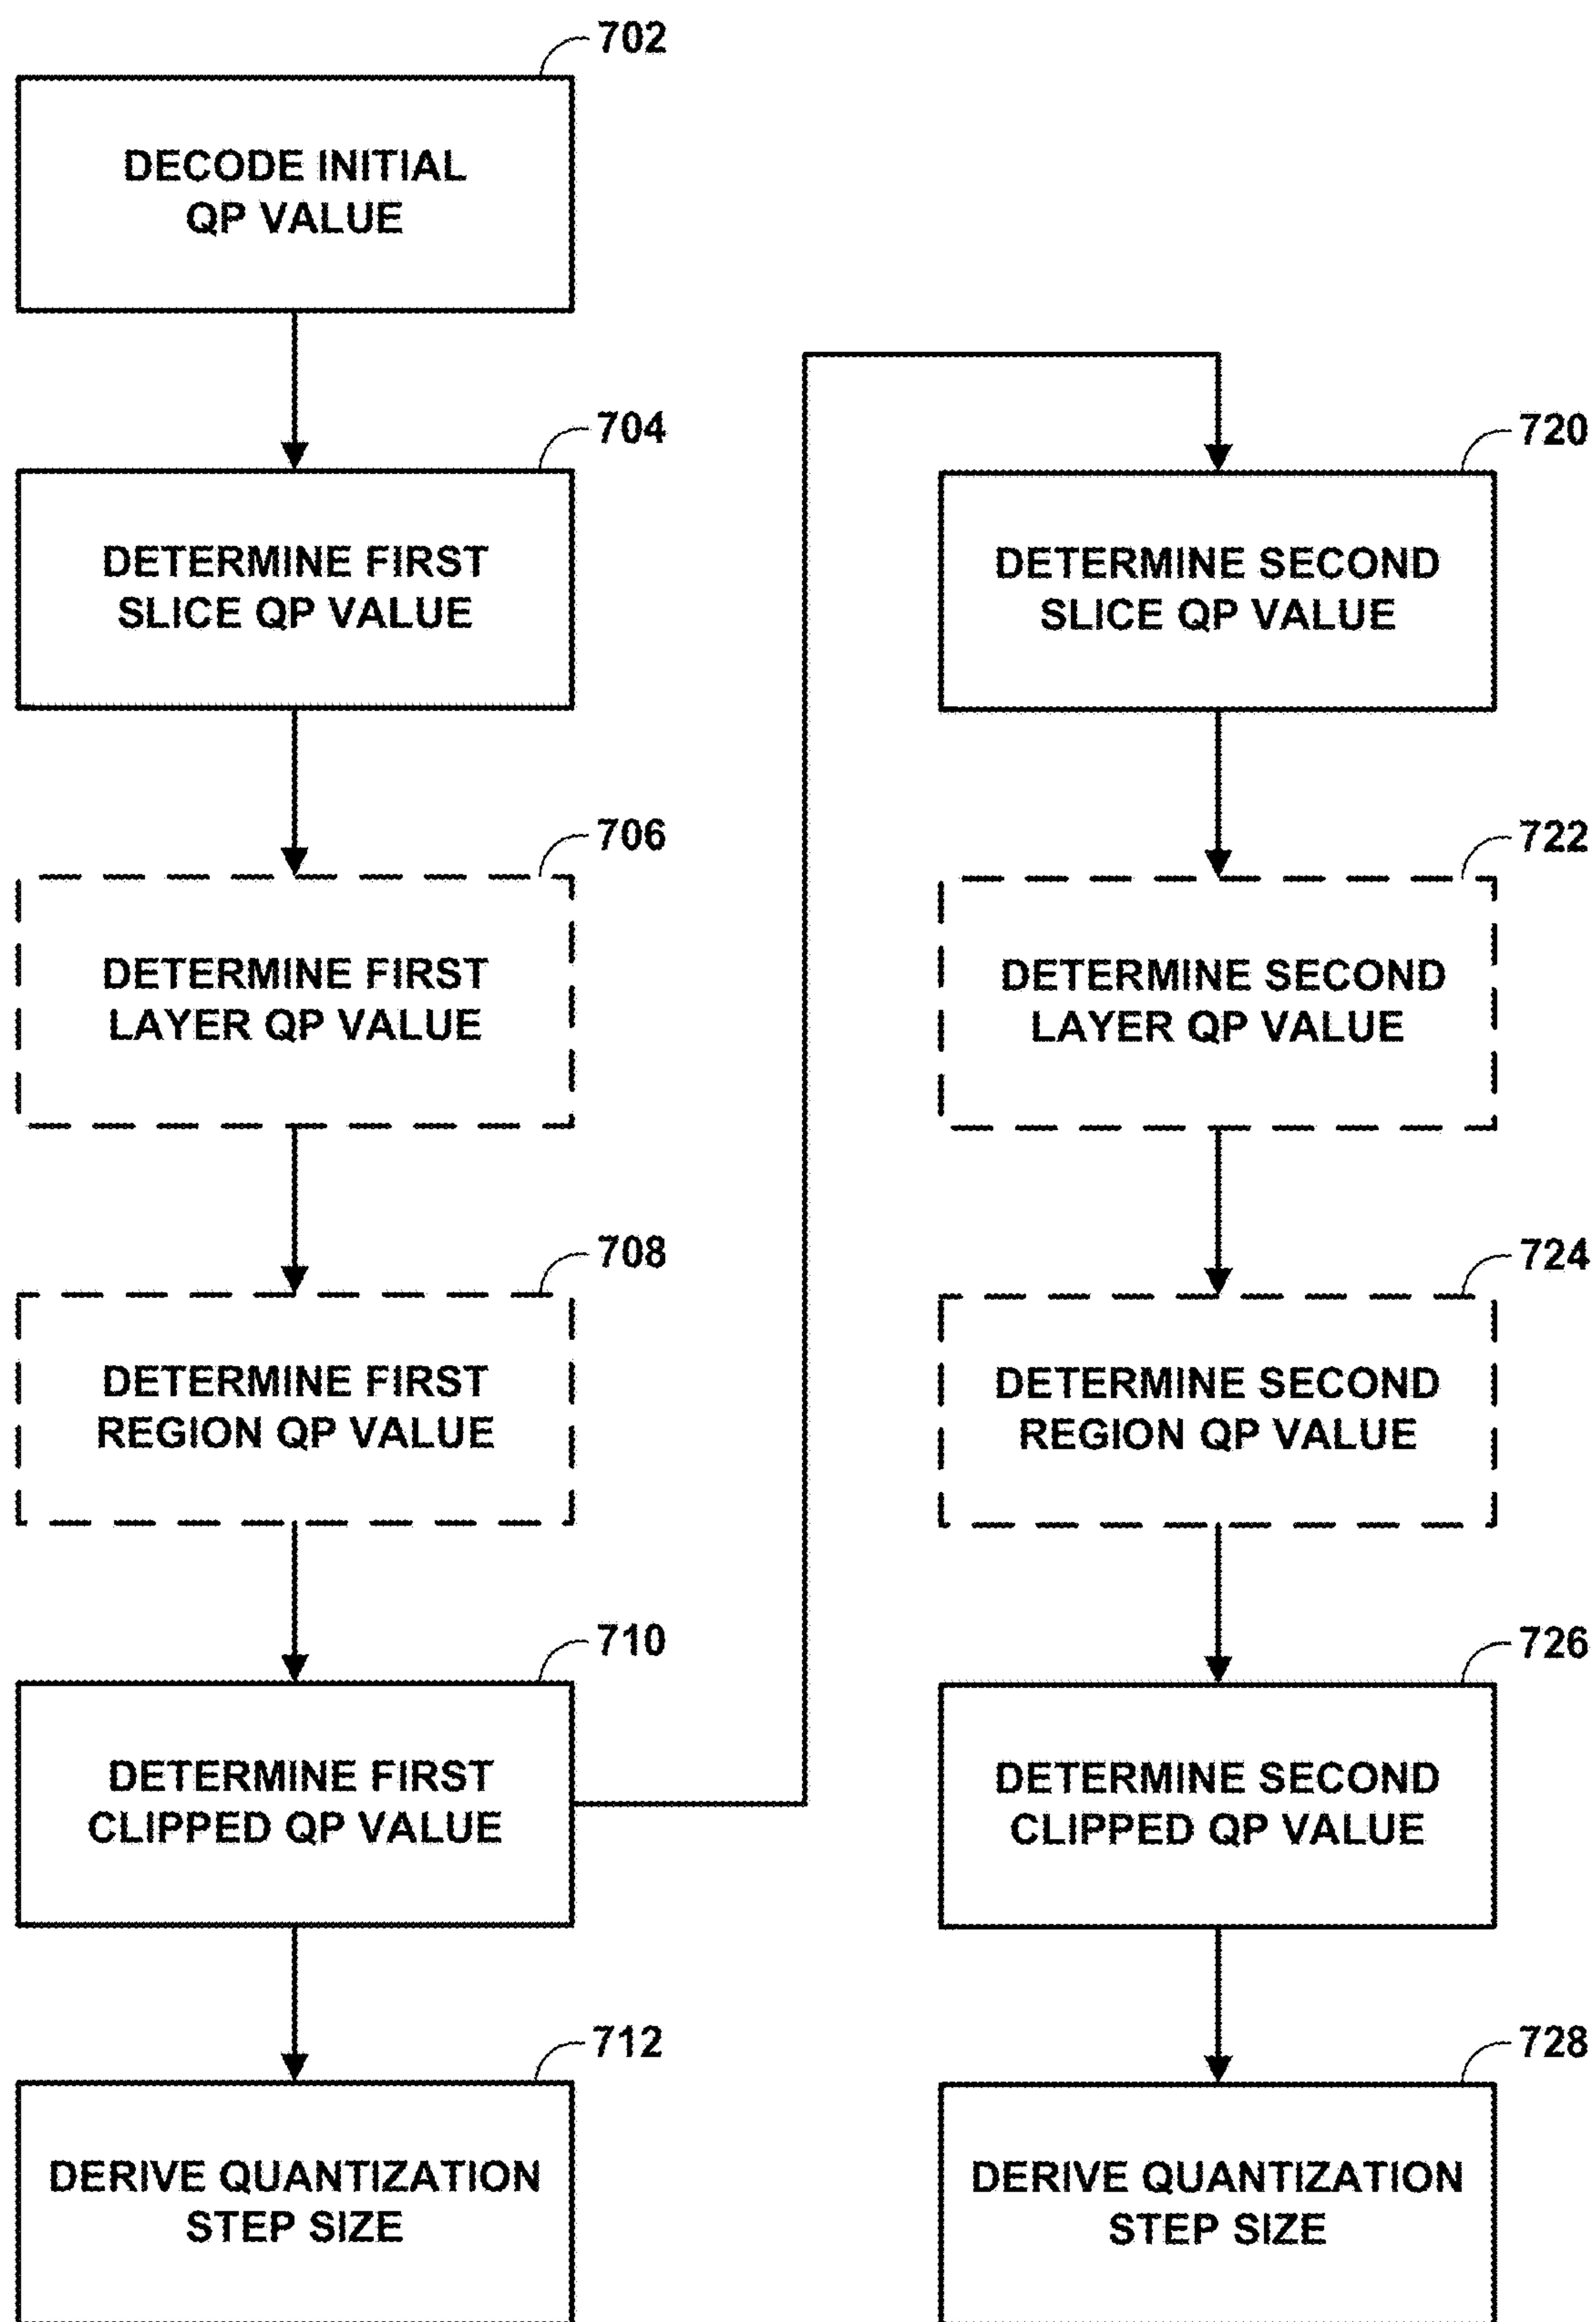 702
DECODE INITIAL
QP VALUE
704
DETERMINE FIRST
SLICE QP VALUE
706
DETERMINE FIRST
LAYER QP VALUE
708
DETERMINE FIRST
REGION QP VALUE
710
DETERMINE FIRST
CLIPPED QP VALUE
712
DERIVE QUANTIZATION
STEP SIZE
720
DETERMINE SECOND
SLICE QP VALUE
722
DETERMINE SECOND
LAYER QP VALUE
724
DETERMINE SECOND
REGION QP VALUE
726
DETERMINE SECOND
CLIPPED QP VALUE
728
DERIVE QUANTIZATION
STEP SIZE